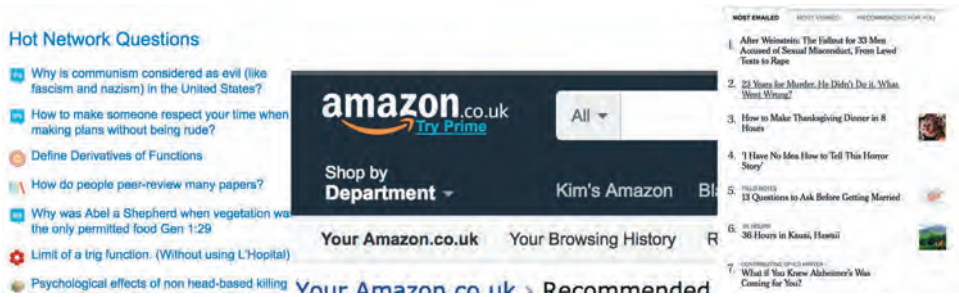 Hot Network Questions
Why is communism considered as evil (like
fascism and nazism) in the United States?
How to make someone respect your time when
making plans without being rude?
Define Derivatives of Functions
How do people peer-review many papers?
Why was Abel a Shepherd when vegetation wa
the only permitted food Gen 1:29
Limit of a trig function. (Without using L'Hopital)
Psychological effects of non head-based killing
amazon.co.uk
Try Prime
All
Shop by
Department
Kim's Amazon Bl
Your Amazon.co.uk Your Browsing History R
Your Amazon.co.uk › Recommended
MOST EMAILED MOST VIEWED RECOMMENDED FOR YOU
1. After Weinstein: The Fallout for 33 Men
Accused of Sexual Misconduct, From Lewd
Texts to Rape
2. 23 Years for Murder. He Didn't Do it. What
Went Wrong?
3. How to Make Thanksgiving Dinner in 8
Hours
4. 'I Have No Idea How to Tell This Horror
Story'
5. FIELD NOTES
13 Questions to Ask Before Getting Married
6. 36 HOURS
36 Hours in Kauai, Hawaii
7. CONTRIBUTING OP-ED WRITER
What if You Knew Alzheimer's Was
Coming for You?